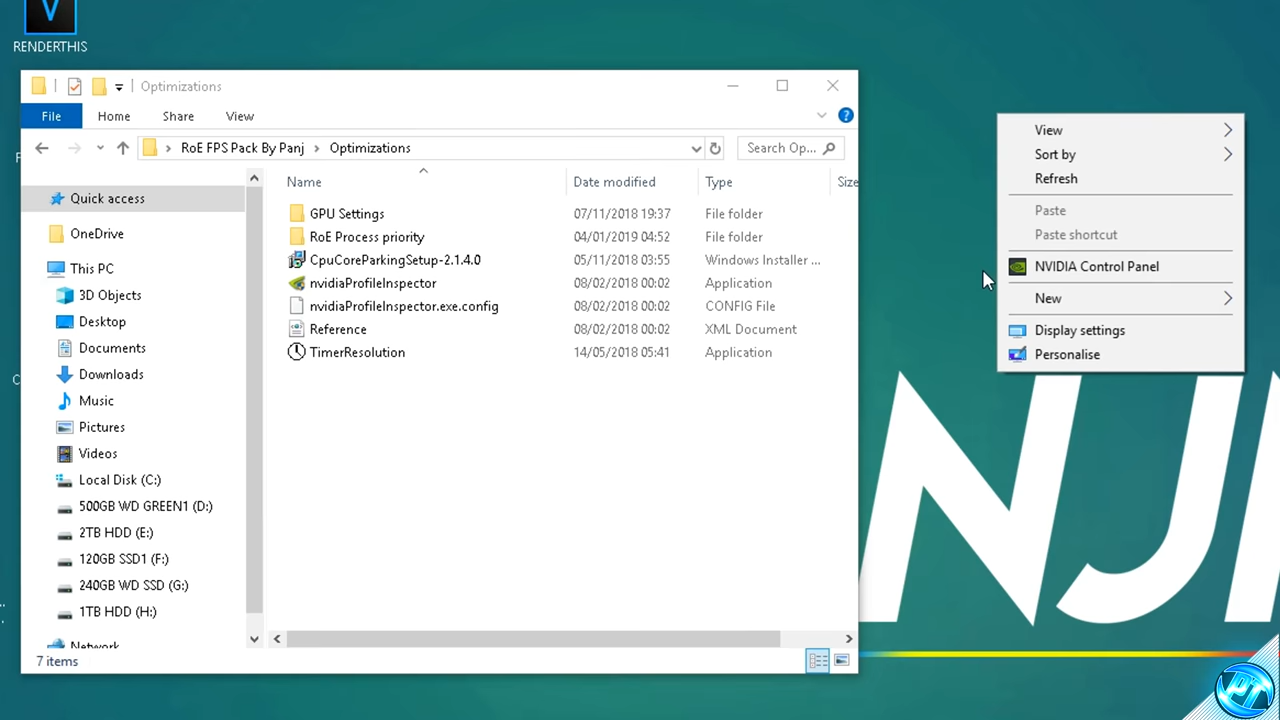 RENDERTHIS
Optimizations
File Home Share View
RoE FPS Pack By Panj Optimizations Search Op...
Name Date modified Type Size
Quick access
OneDrive
This PC
3D Objects
Desktop
Documents
Downloads
Music
Pictures
Videos
Local Disk (C:)
500GB WD GREEN1 (D:)
2TB HDD (E:)
120GB SSD1 (F:)
240GB WD SSD (G:)
1TB HDD (H:)
Network
GPU Settings 07/11/2018 19:37 File folder
RoE Process priority 04/01/2019 04:52 File folder
CpuCoreParkingSetup-2.1.4.0 05/11/2018 03:55 Windows Installer ...
nvidiaProfileInspector 08/02/2018 00:02 Application
nvidiaProfileInspector.exe.config 08/02/2018 00:02 CONFIG File
Reference 08/02/2018 00:02 XML Document
TimerResolution 14/05/2018 05:41 Application
7 items
View
Sort by
Refresh
Paste
Paste shortcut
NVIDIA Control Panel
New
Display settings
Personalise
NJ
PT